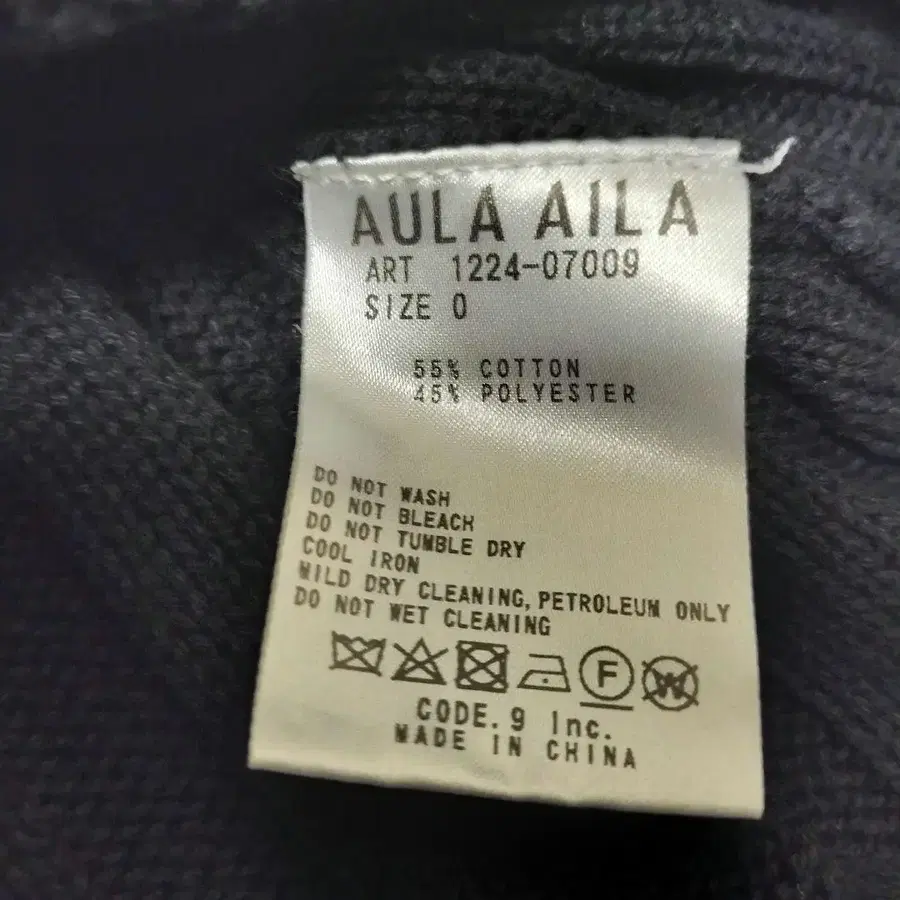 AULA AILA
ART 1224-07009
SIZE 0
55% COTTON
45% POLYESTER
DO NOT WASH
DO NOT BLEACH
DO NOT TUMBLE DRY
COOL IRON
MILD DRY CLEANING, PETROLEUM ONLY
DO NOT WET CLEANING
F W
CODE.9 Inc.
MADE IN CHINA